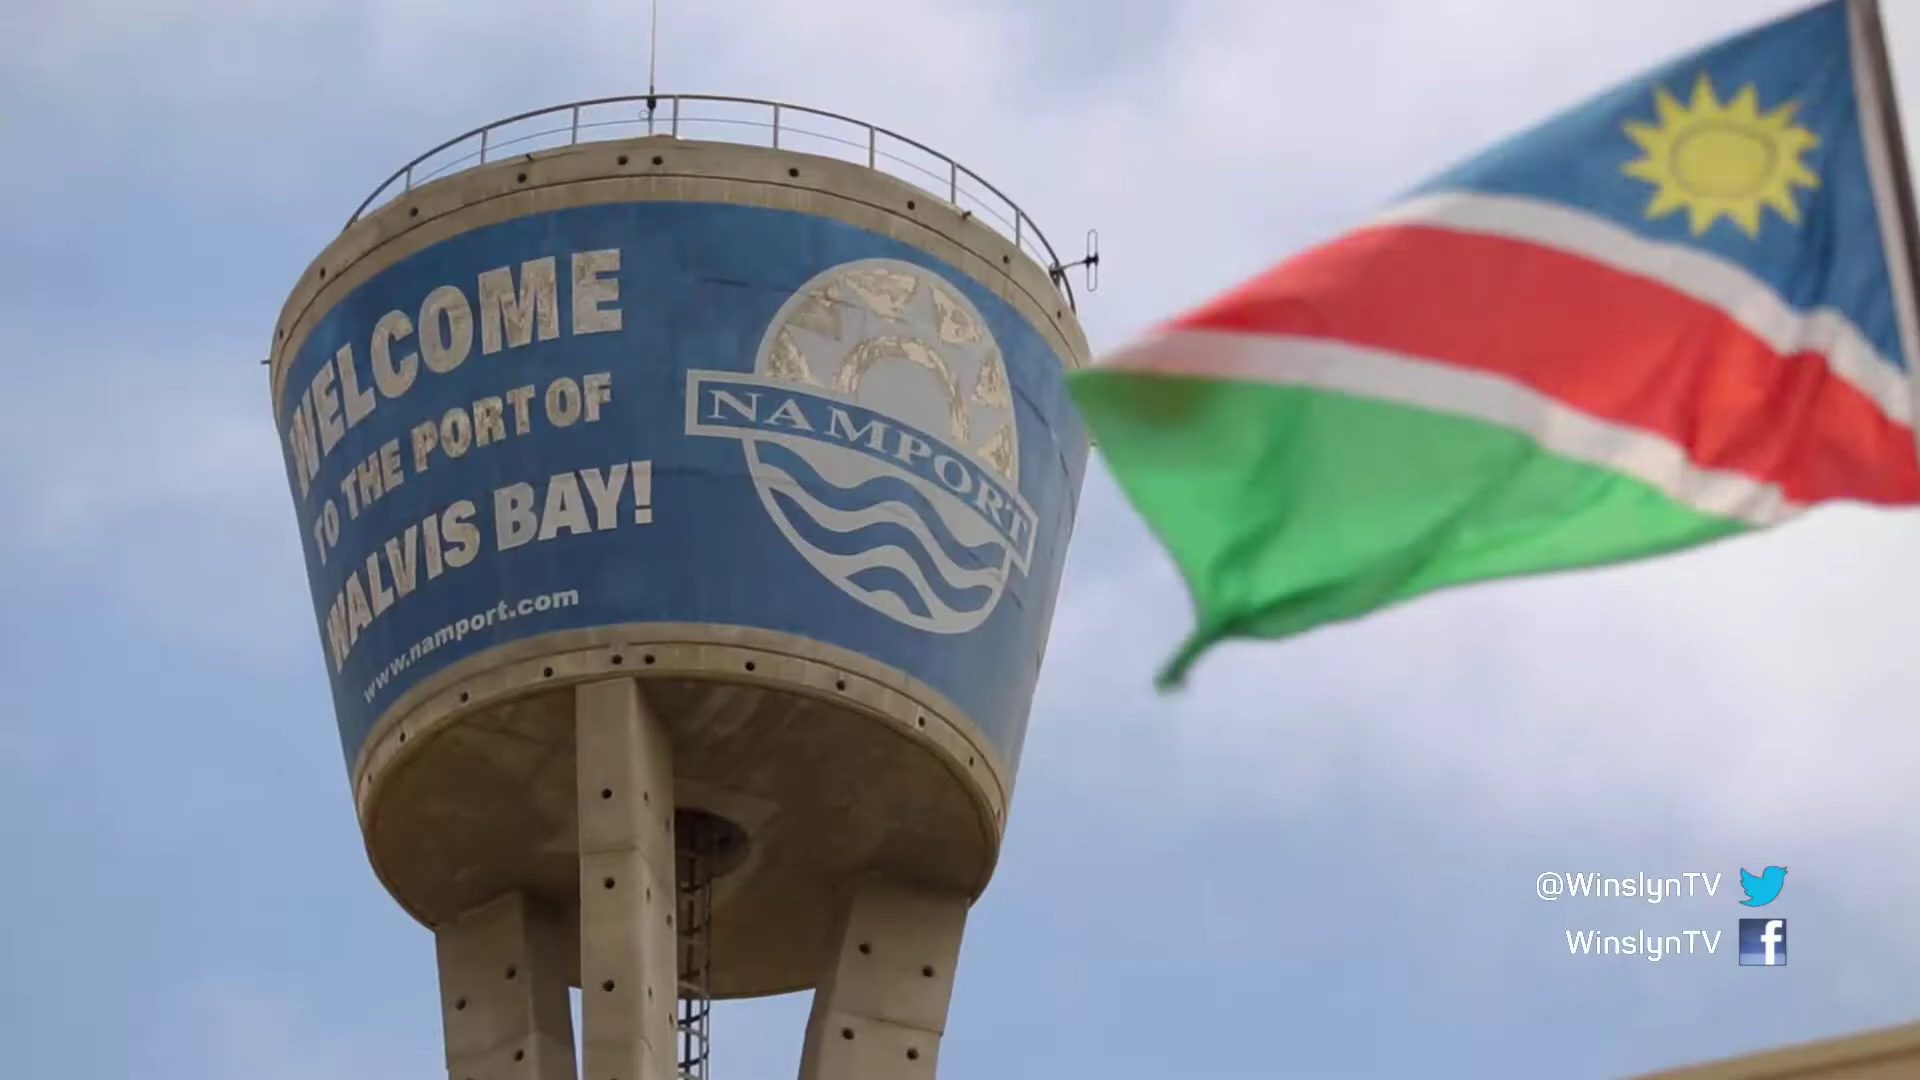 WELCOME
TO THE PORT OF
WALVIS BAY!
www.namport.com
NAMPORT
@WinslynTV
WinslynTV